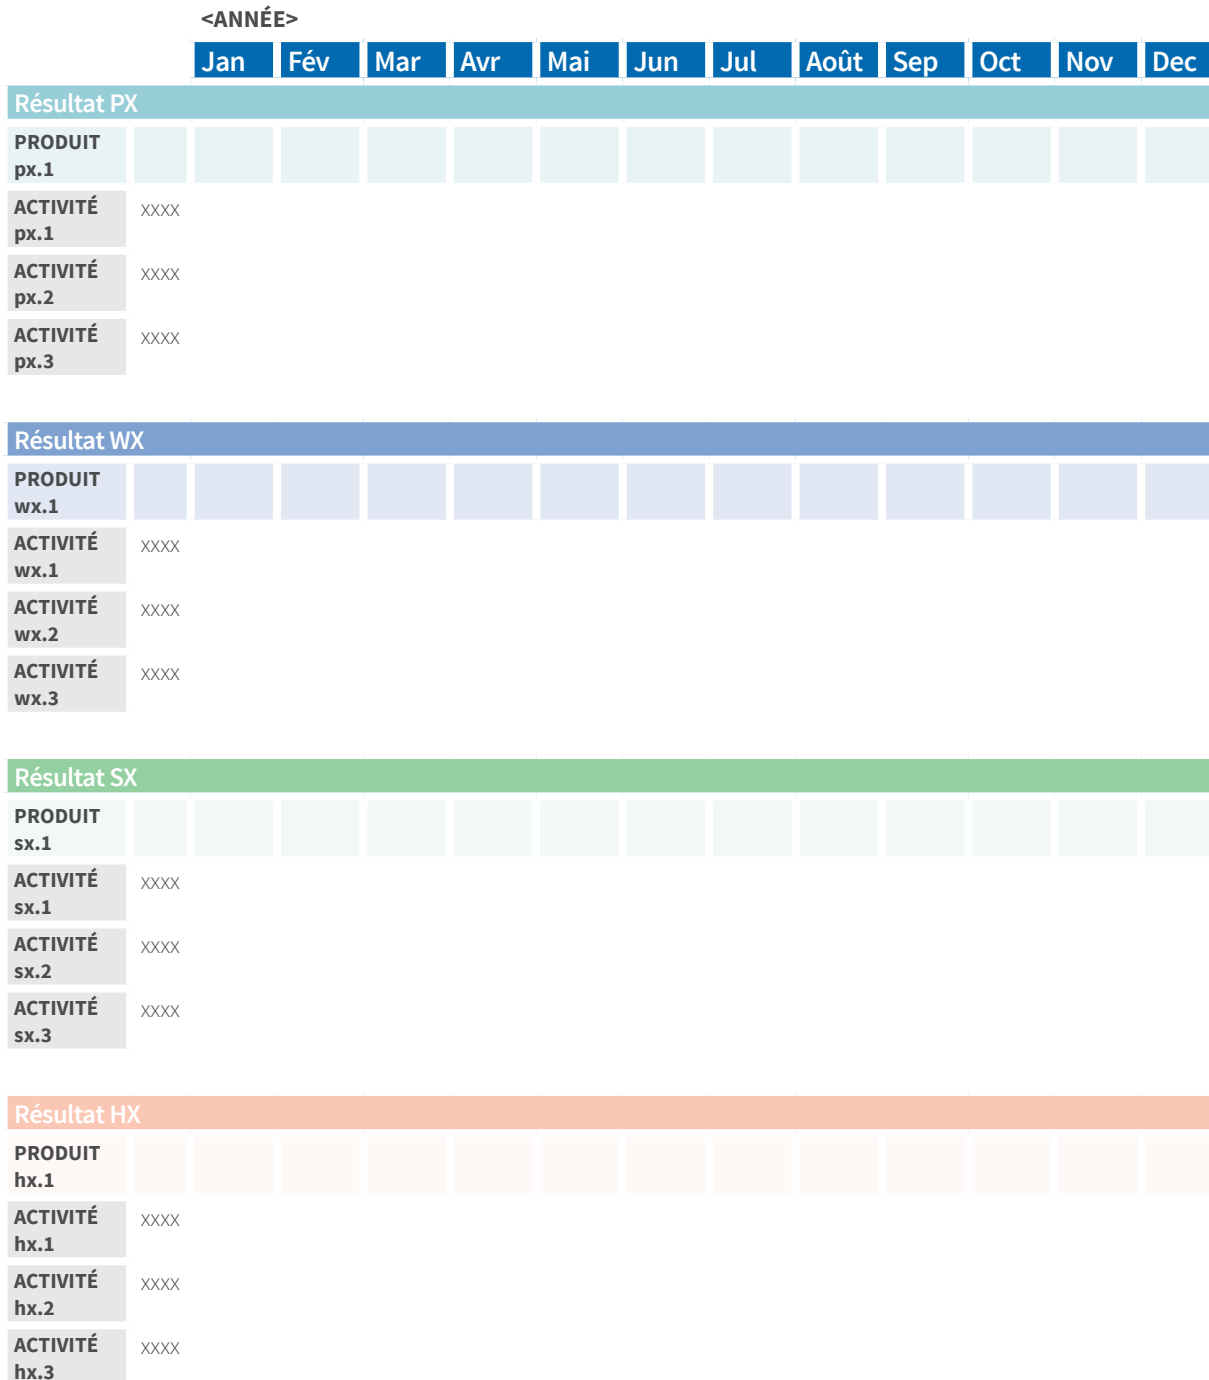 <ANNÉE>
Jan Fév Mar Avr Mai Jun Jul Août Sep Oct Nov Dec
Résultat PX
PRODUIT
px.1
ACTIVITÉ XXXX
px.1
ACTIVITÉ XXXX
px.2
ACTIVITÉ XXXX
px.3
Résultat WX
PRODUIT
wx.1
ACTIVITÉ XXXX
wx.1
ACTIVITÉ XXXX
wx.2
ACTIVITÉ XXXX
wx.3
Résultat SX
PRODUIT
sx.1
ACTIVITÉ XXXX
sx.1
ACTIVITÉ XXXX
sx.2
ACTIVITÉ XXXX
sx.3
Résultat HX
PRODUIT
hx.1
ACTIVITÉ XXXX
hx.1
ACTIVITÉ XXXX
hx.2
ACTIVITÉ XXXX
hx.3